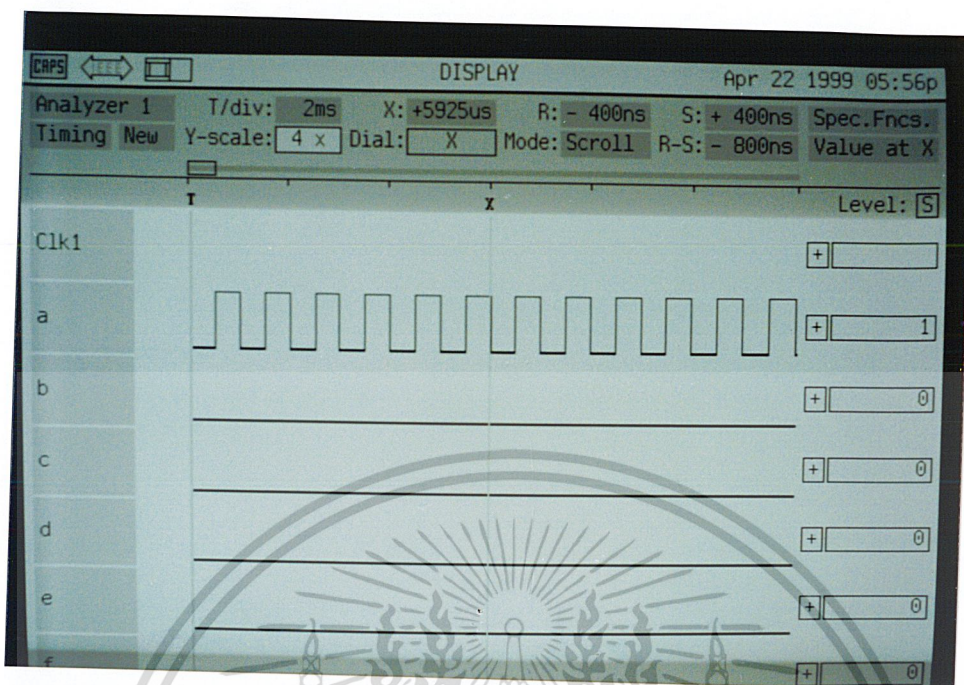 CAPS DISPLAY Apr 22 1999 05:56p
Analyzer 1 T/div: 2ms X: +5925us R: - 400ns S: + 400ns Spec.Fncs.
Timing New Y-scale: 4 x Dial: X Mode: Scroll R-S: - 800ns Value at X
T X Level: S
Clk1 +
a + 1
b + 0
c + 0
d + 0
e + 0
f + 0